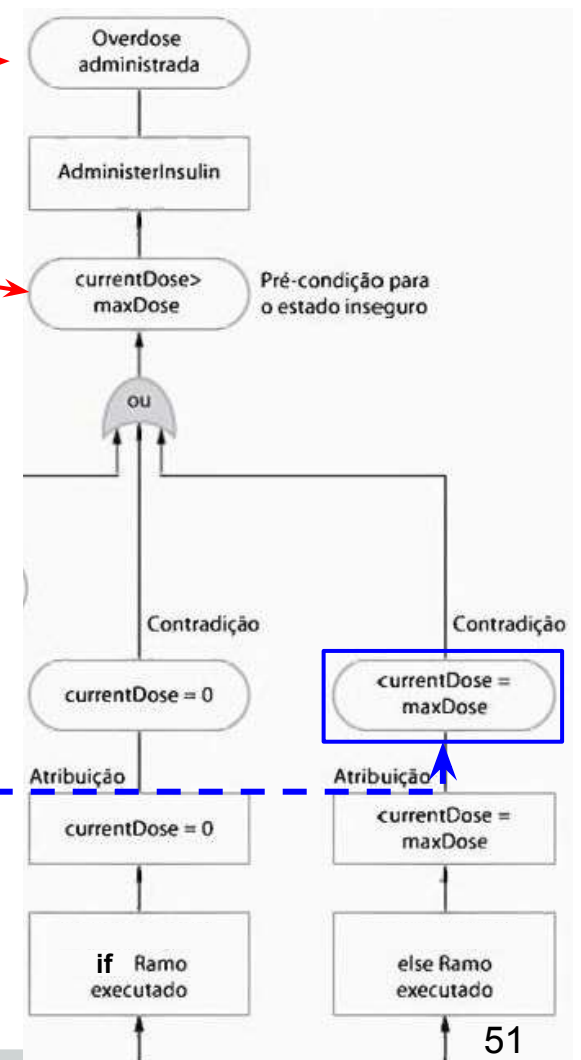 Overdose
administrada
AdministerInsulin
currentDose>
maxDose
Pré-condição para
o estado inseguro
ou
Contradição
Contradição
currentDose = 0
currentDose =
maxDose
Atribuição
Atribuição
currentDose = 0
currentDose =
maxDose
if Ramo
executado
else Ramo
executado
51